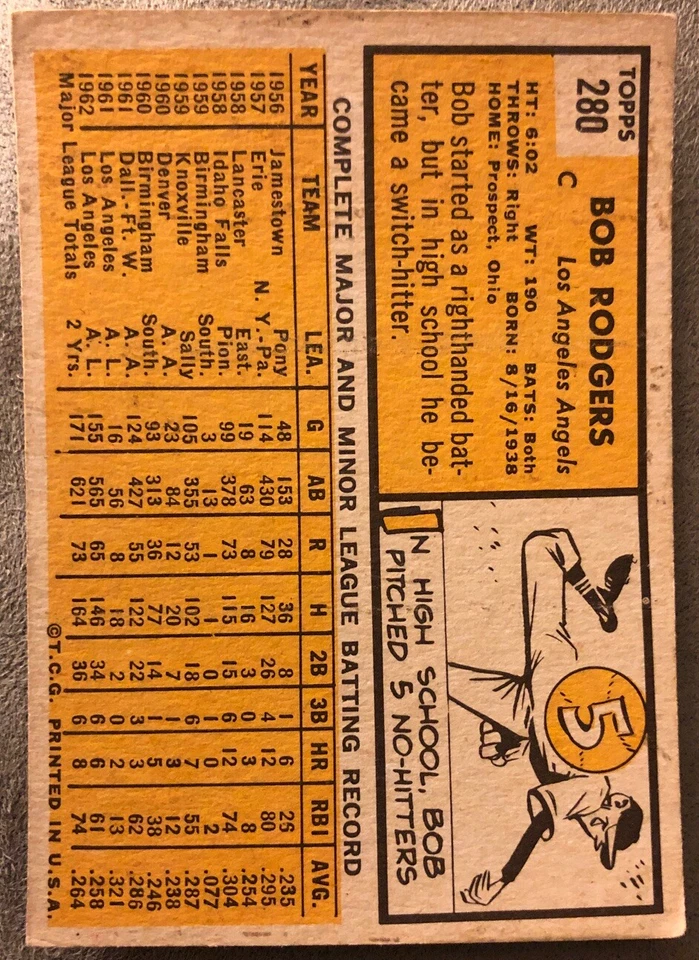 TOPPS
280
BOB RODGERS
C Los Angeles Angels
HT: 6:02 WT: 190 BATS: Both
THROWS: Right BORN: 8/16/1938
HOME: Prospect, Ohio
Bob started as a righthanded bat-
ter, but in high school he be-
came a switch-hitter.
5
IN HIGH SCHOOL, BOB
PITCHED 5 NO-HITTERS
COMPLETE MAJOR AND MINOR LEAGUE BATTING RECORD
YEAR TEAM LEA. G AB R H 2B 3B HR RBI AVG.
1956 Jamestown Pony 48 153 28 36 8 1 6 25 .235
1957 Erie N. Y.-Pa. 114 430 79 127 26 4 12 80 .295
1958 Lancaster East. 19 63 8 16 3 0 3 8 .254
1958 Idaho Falls Pion. 99 378 73 115 15 6 12 74 .304
1959 Birmingham South. 3 13 1 1 0 1 0 2 .077
1959 Knoxville Sally 105 355 53 102 18 6 7 55 .287
1960 Denver A. A. 23 84 12 20 7 1 3 12 .238
1960 Birmingham South. 93 313 36 77 14 1 5 38 .246
1961 Dall.-Ft. W. A. A. 124 427 55 122 22 6 3 62 .286
1961 Los Angeles A. L. 16 56 8 18 2 0 2 13 .321
1962 Los Angeles A. L. 155 565 65 146 34 6 6 61 .258
Major League Totals 2 Yrs. 171 621 73 164 36 6 8 74 .264
©T.C.G. PRINTED IN U.S.A.